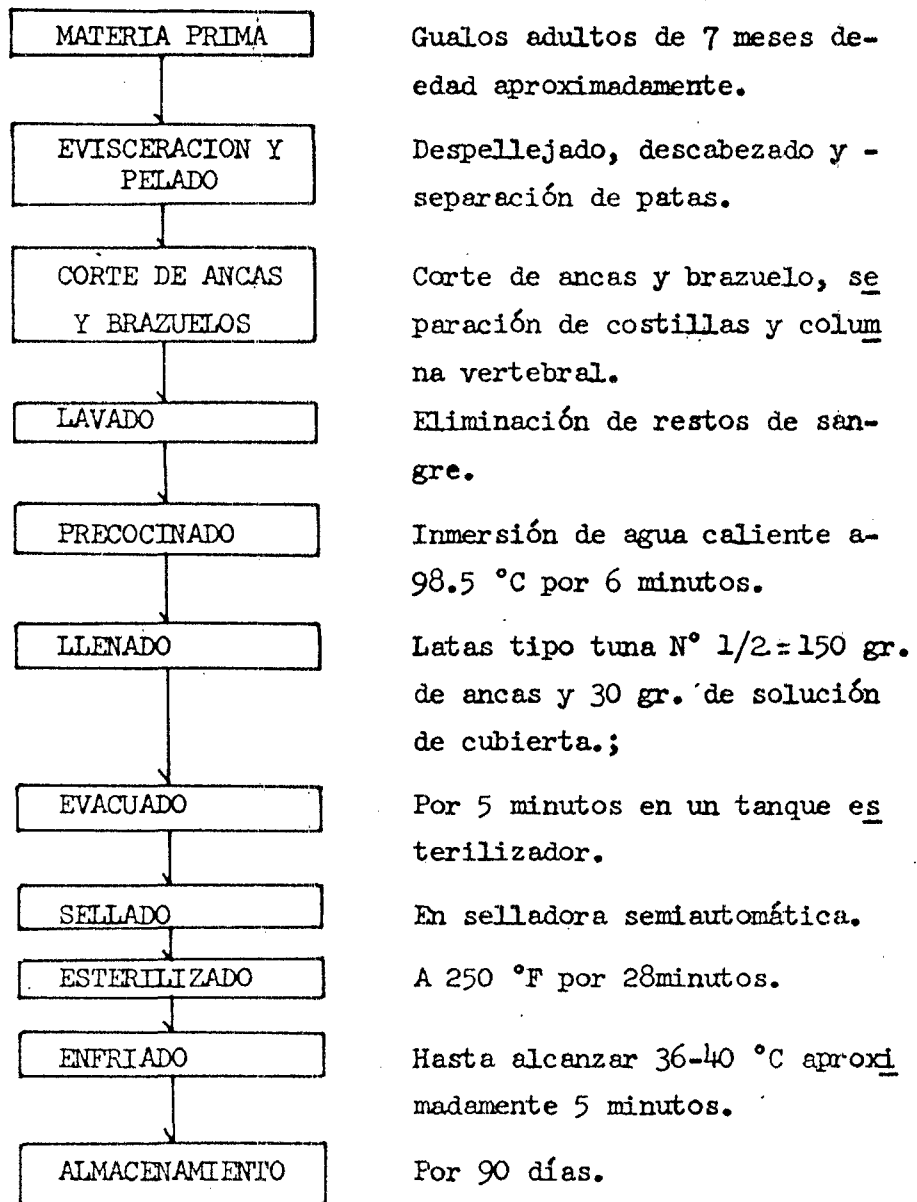 MATERIA PRIMA
Gualos adultos de 7 meses de-
edad aproximadamente.
EVISCERACION Y
PELADO
Despellejado, descabezado y -
separación de patas.
CORTE DE ANCAS
Y BRAZUELOS
Corte de ancas y brazuelo, se
paración de costillas y colum
na vertebral.
LAVADO
Eliminación de restos de san-
gre.
PRECOCINADO
Inmersión de agua caliente a-
98.5 °C por 6 minutos.
LLENADO
Latas tipo tuna N° 1/2 = 150 gr.
de ancas y 30 gr. de solución
de cubierta.;
EVACUADO
Por 5 minutos en un tanque es
terilizador.
SELLADO
En selladora semiautomática.
ESTERILIZADO
A 250 °F por 28minutos.
ENFRIADO
Hasta alcanzar 36-40 °C aproxi
madamente 5 minutos.
ALMACENAMIENTO
Por 90 días.